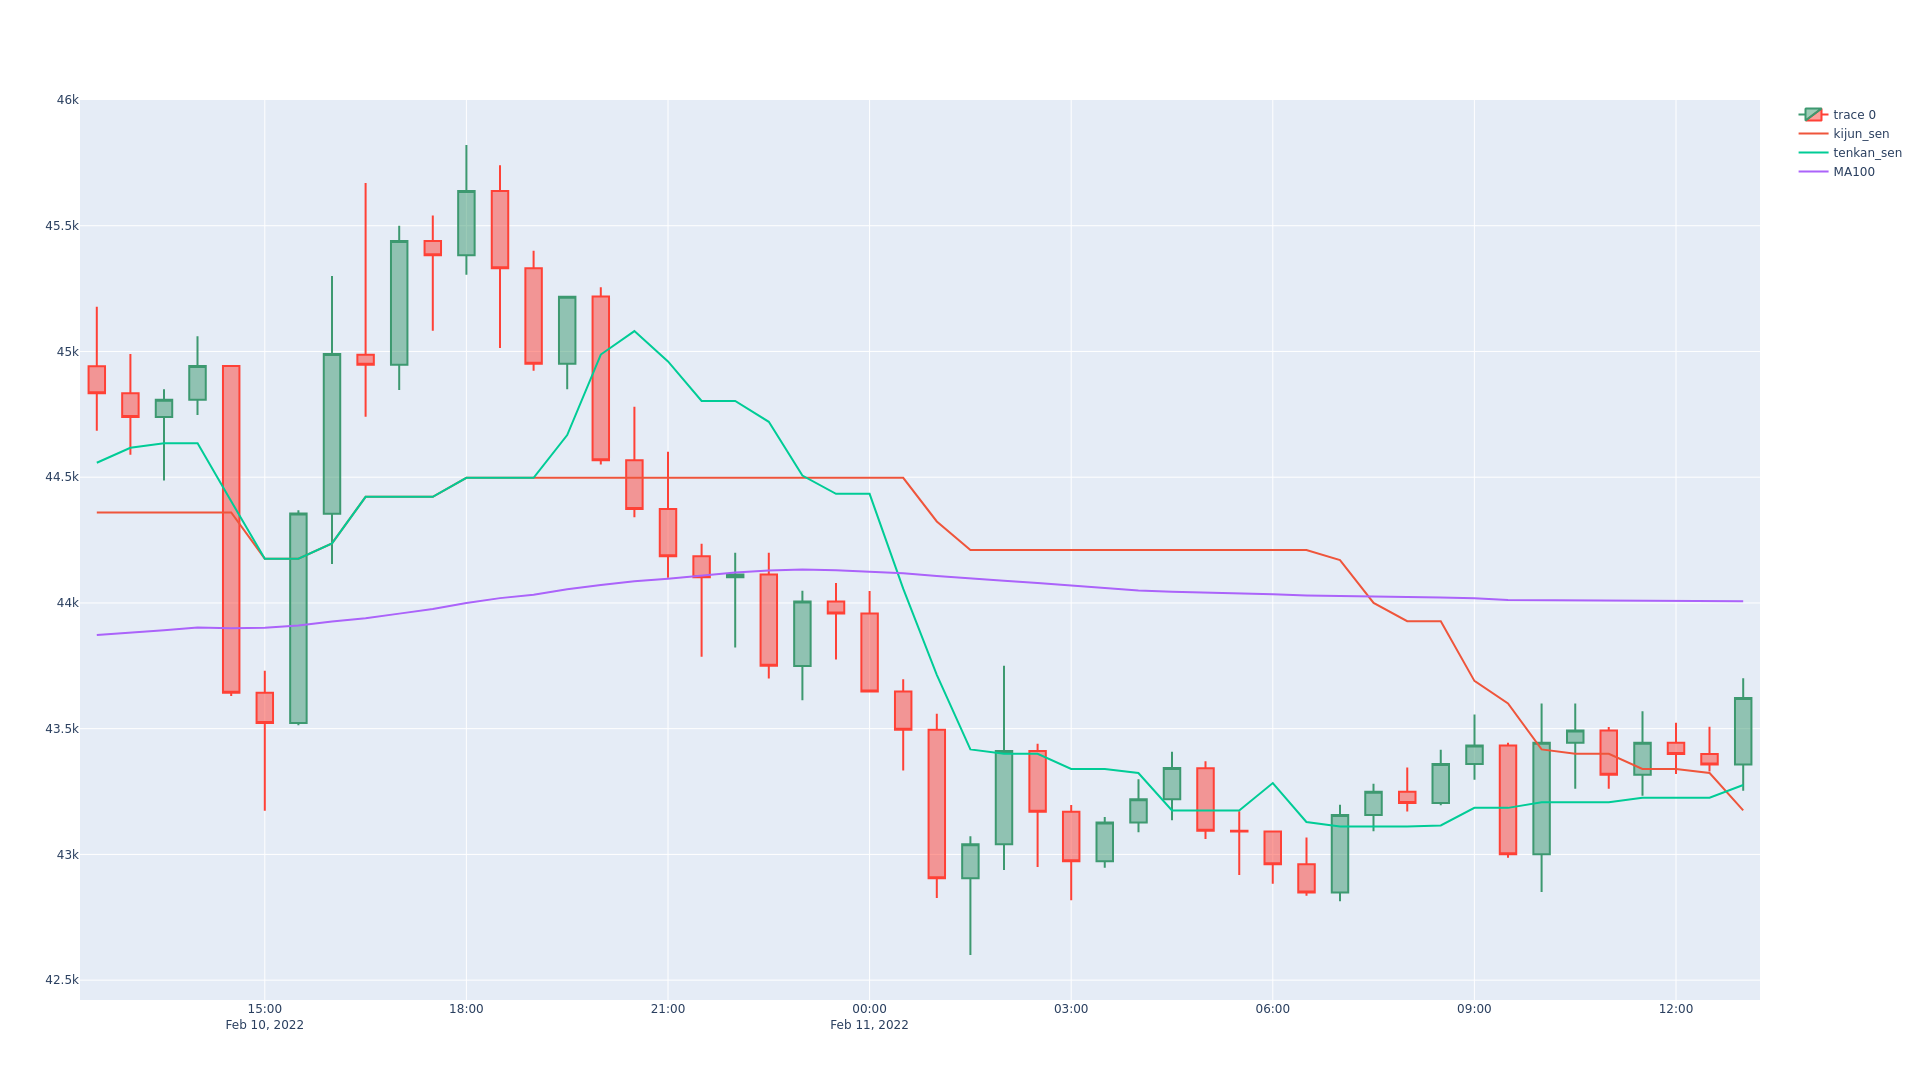 46k
45.5k
45k
44.5k
44k
43.5k
43k
42.5k
15:00
Feb 10, 2022
18:00
21:00
00:00
Feb 11, 2022
03:00
06:00
09:00
12:00
trace 0
kijun_sen
tenkan_sen
MA100